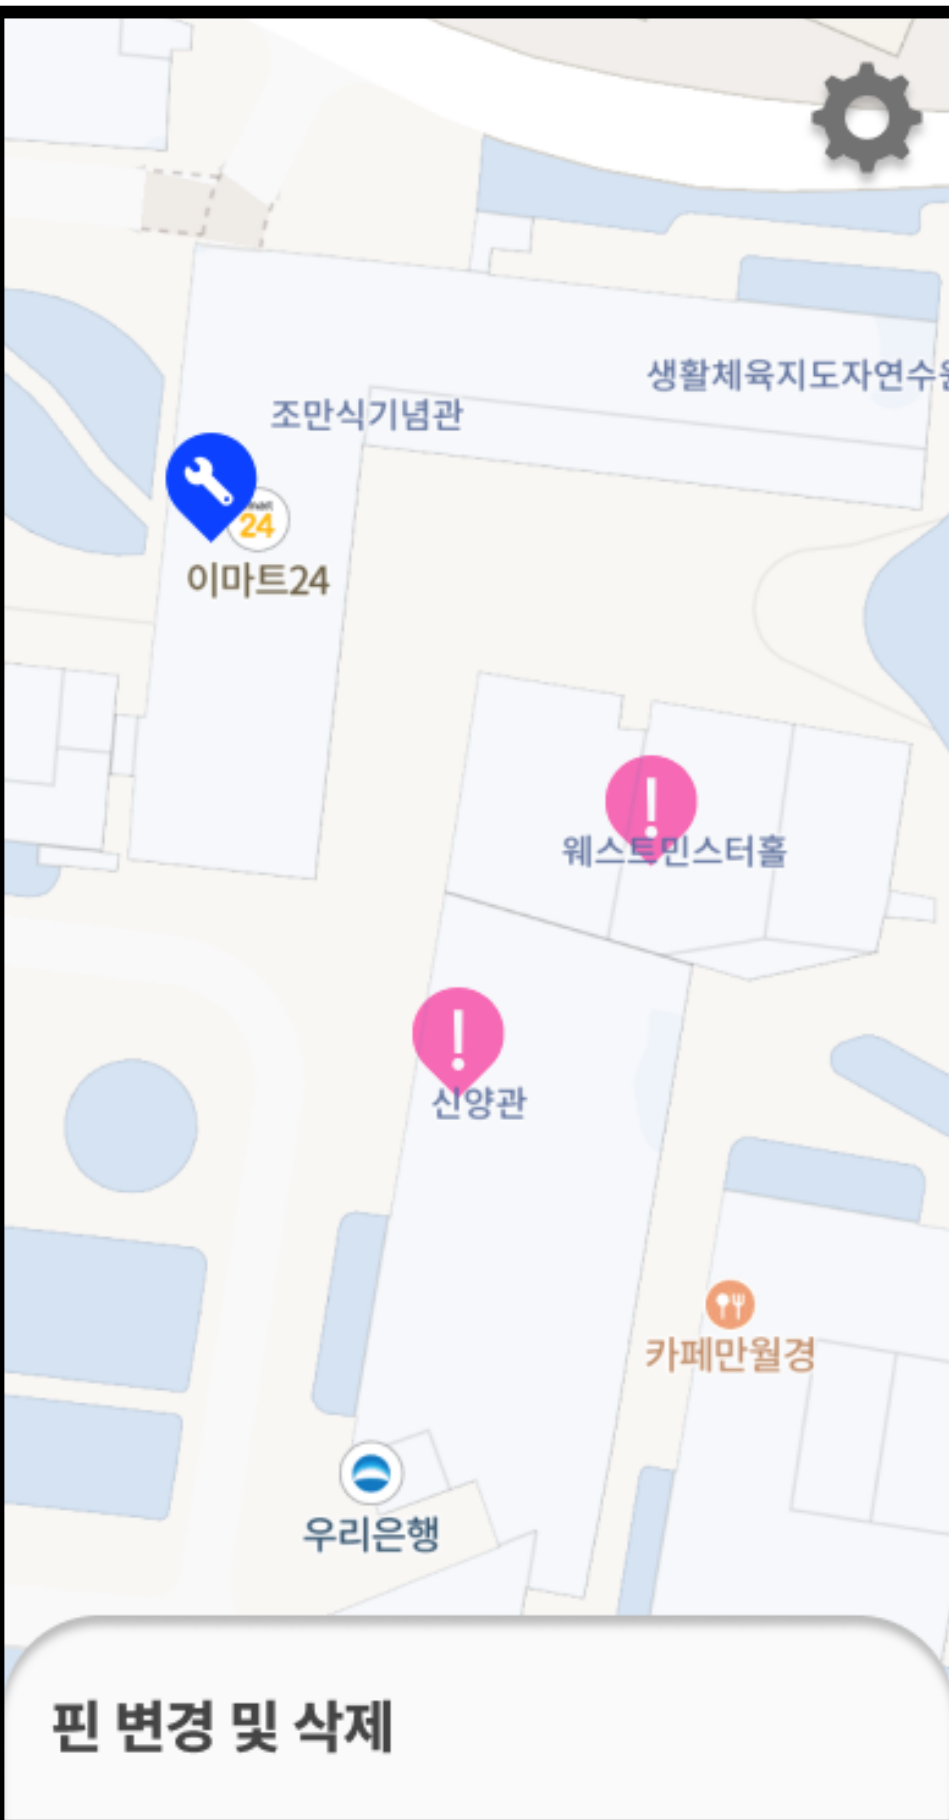 생활체육지도자연수원
조만식기념관
24
이마트24
웨스트민스터홀
신양관
카페만월경
우리은행
핀 변경 및 삭제